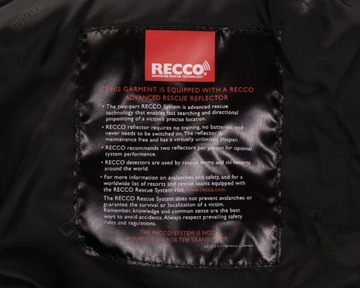 RECCO
ADVANCED RESCUE TECHNOLOGY
THIS GARMENT IS EQUIPPED WITH A RECCO
ADVANCED RESCUE REFLECTOR
• The two-part RECCO System is advanced rescue
technology that enables fast searching and directional
pinpointing of a victim's precise location.
• RECCO reflector requires no training, no batteries and
never needs to be switched on. The reflector is
maintenance free and has a virtually unlimited lifespan.
• RECCO recommends two reflectors per person for optimal
system performance.
• RECCO detectors are used by rescue teams and ski resorts
around the world.
• For more information on avalanches and safety, and for a
worldwide list of resorts and rescue teams equipped with
the RECCO Rescue System visit www.recco.com
The RECCO Rescue System does not prevent avalanches or
guarantee the survival or localization of a victim.
Remember, knowledge and common sense are the best
ways to avoid accidents. Always respect prevailing safety
rules and regulations.
THE RECCO SYSTEM IS NOT